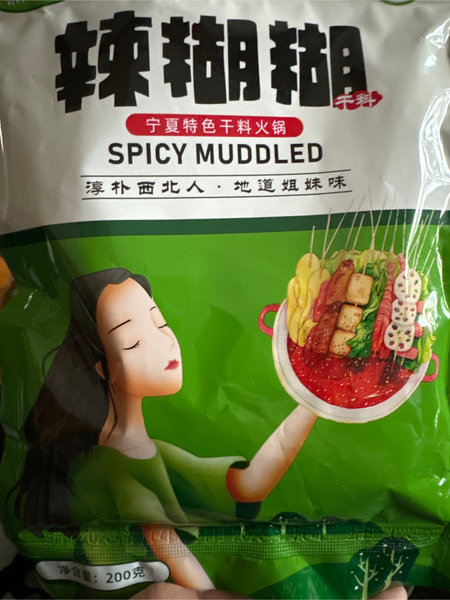 辣糊糊
干料
宁夏特色干料火锅
SPICY MUDDLED
淳朴西北人·地道姐妹味
净含量：200克